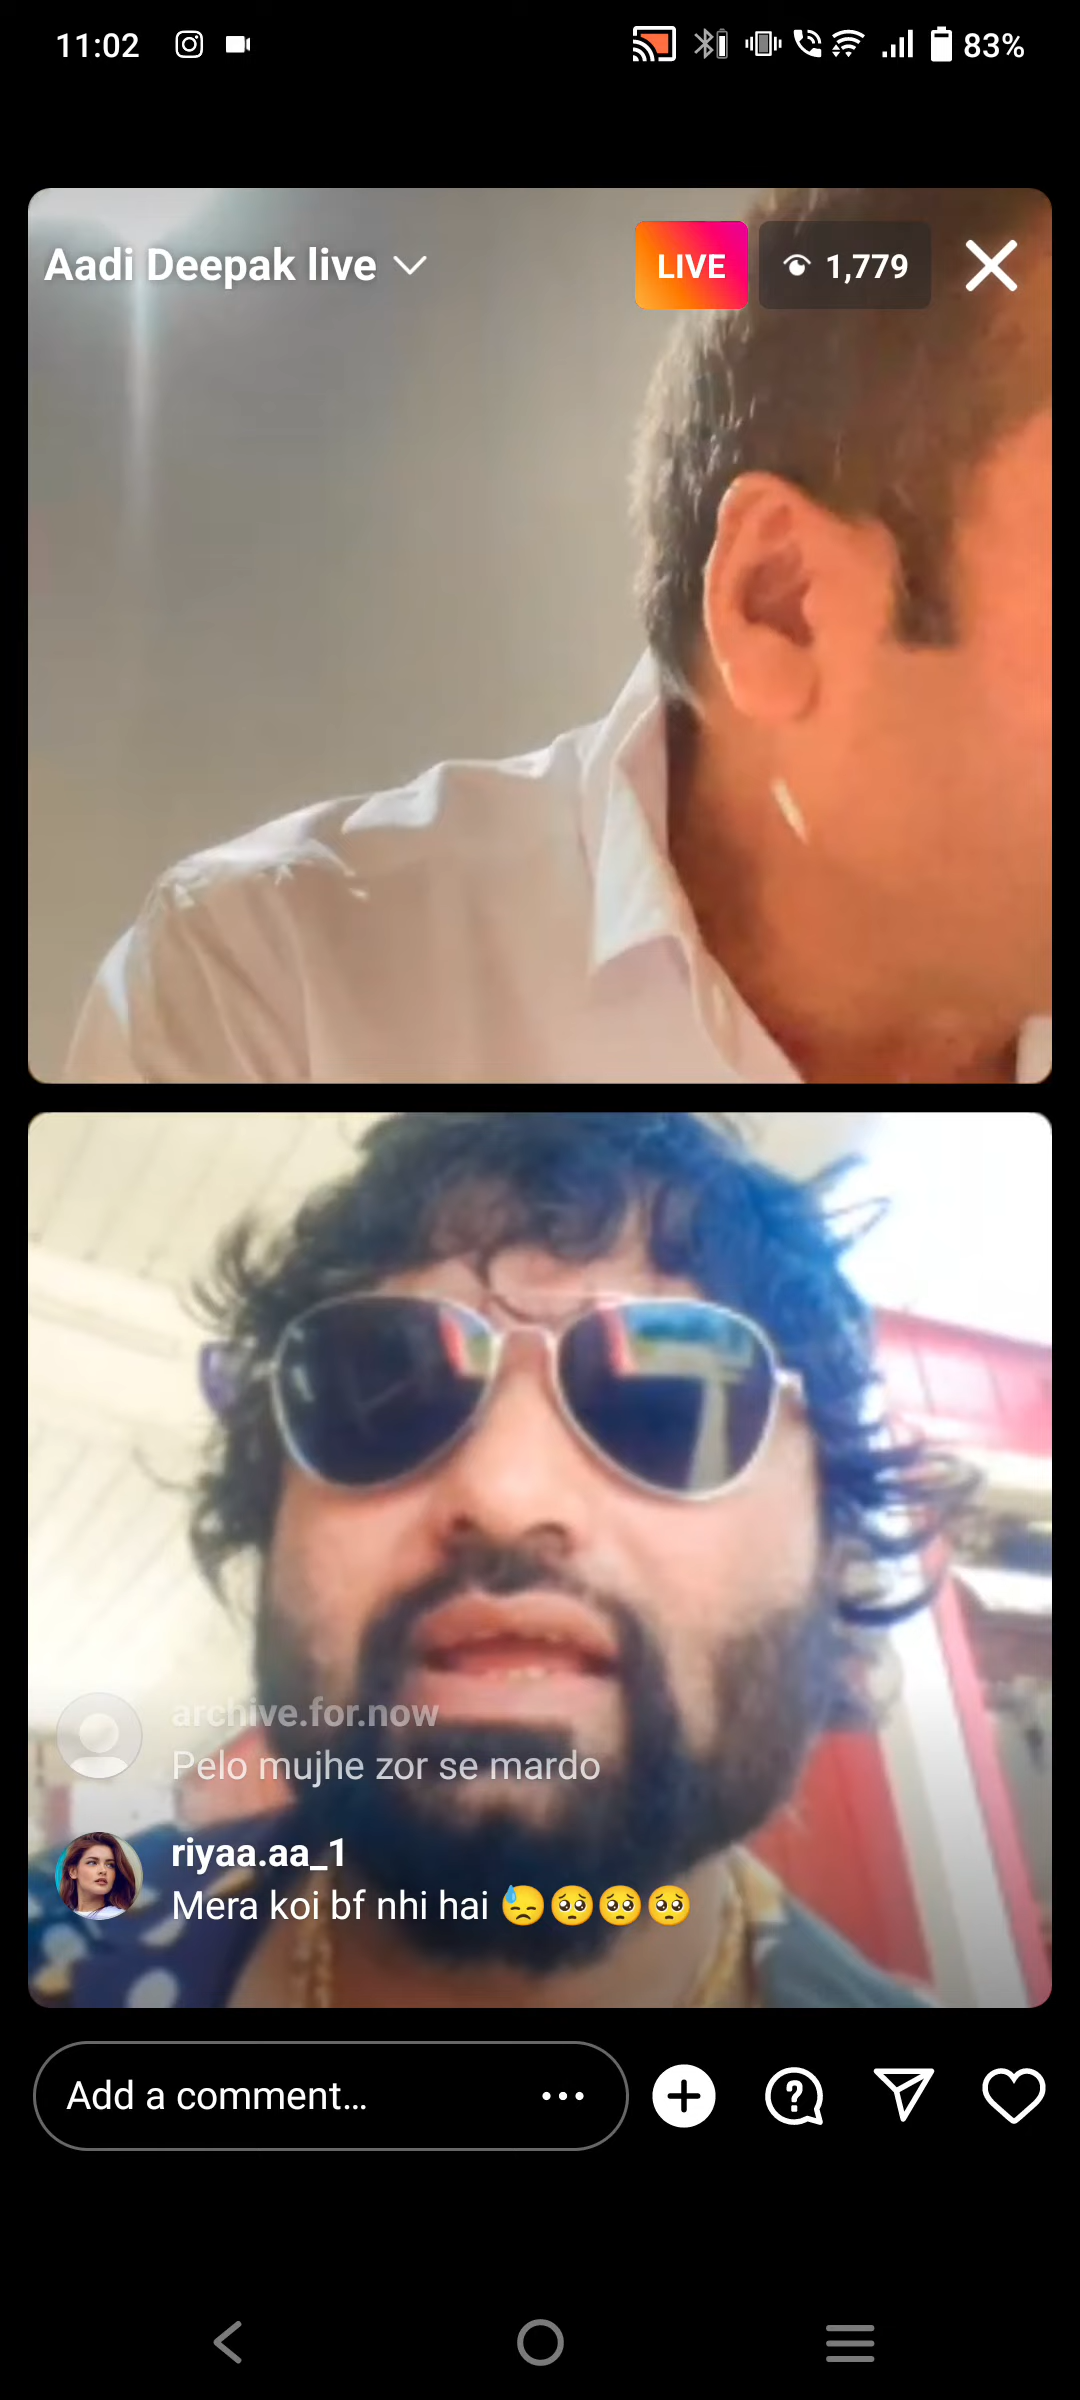 11:02
83%
Aadi Deepak live
LIVE
1,779
archive.for.now
Pelo mujhe zor se mardo
riyaa.aa_1
Mera koi bf nhi hai 😓🥺🥺🥺
Add a comment...